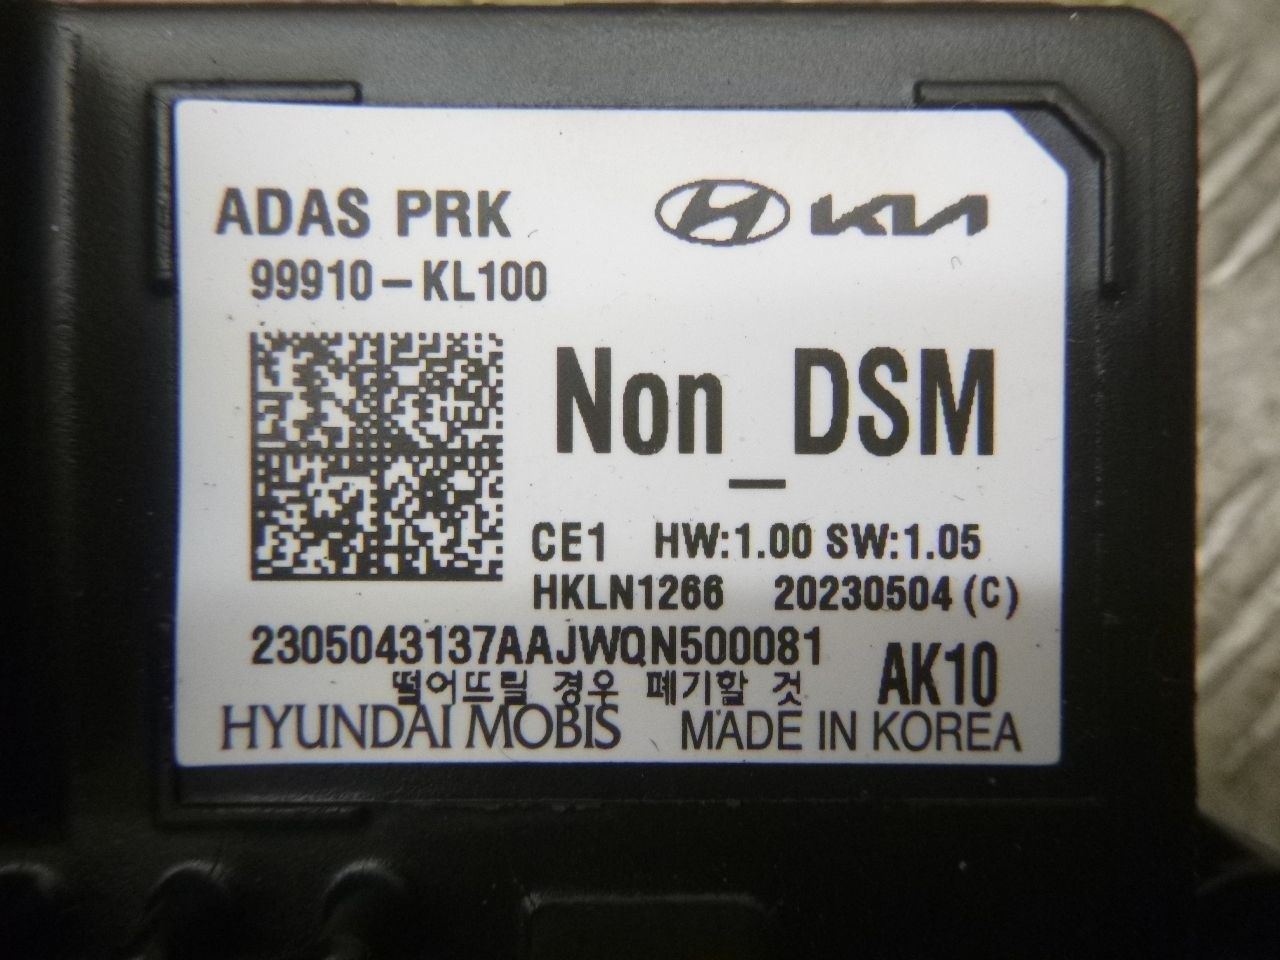 ADAS PRK
KIA
99910-KL100
Non_DSM
CE1 HW:1.00 SW:1.05
HKLN1266 20230504 (C)
2305043137AAJWQN500081
AK10
떨어뜨릴 경우 폐기할 것
HYUNDAI MOBIS MADE IN KOREA